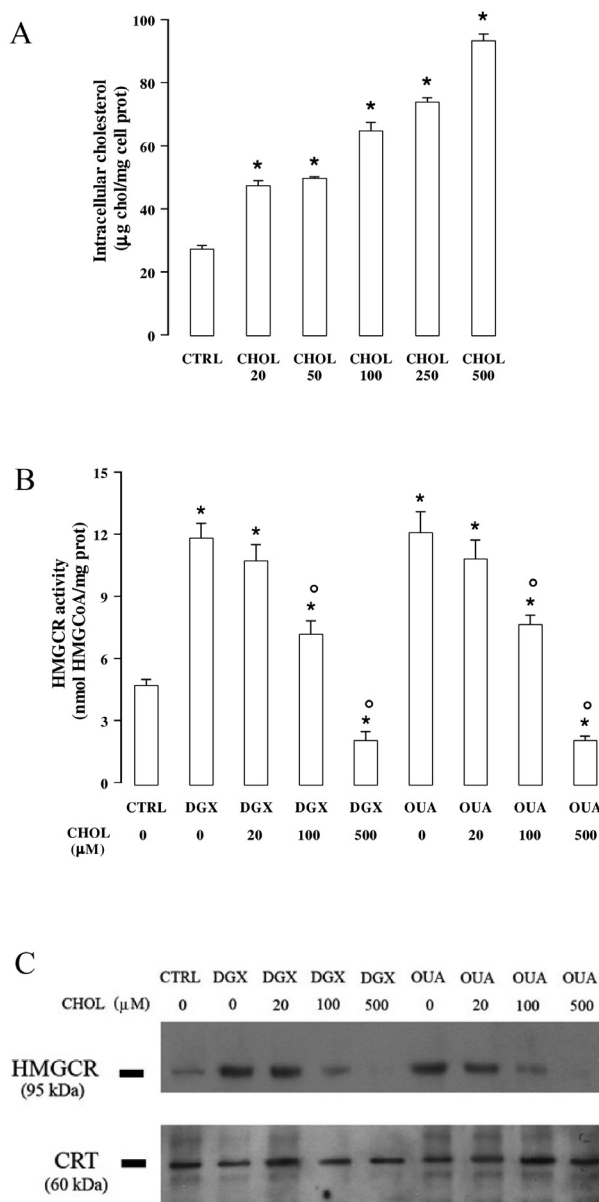 A
Intracellular cholesterol
(µg chol/mg cell prot)
100
80
60
40
20
0
* * * * *
CTRL CHOL CHOL CHOL CHOL CHOL
20 50 100 250 500
B
HMGCR activity
(nmol HMGCoA/mg prot)
15
12
9
6
3
0
* * * * * * * *
CTRL DGX DGX DGX DGX OUA OUA OUA OUA
CHOL 0 0 20 100 500 0 20 100 500
(µM)
C
CTRL DGX DGX DGX DGX OUA OUA OUA OUA
CHOL (µM) 0 0 20 100 500 0 20 100 500
HMGCR
(95 kDa)
CRT
(60 kDa)